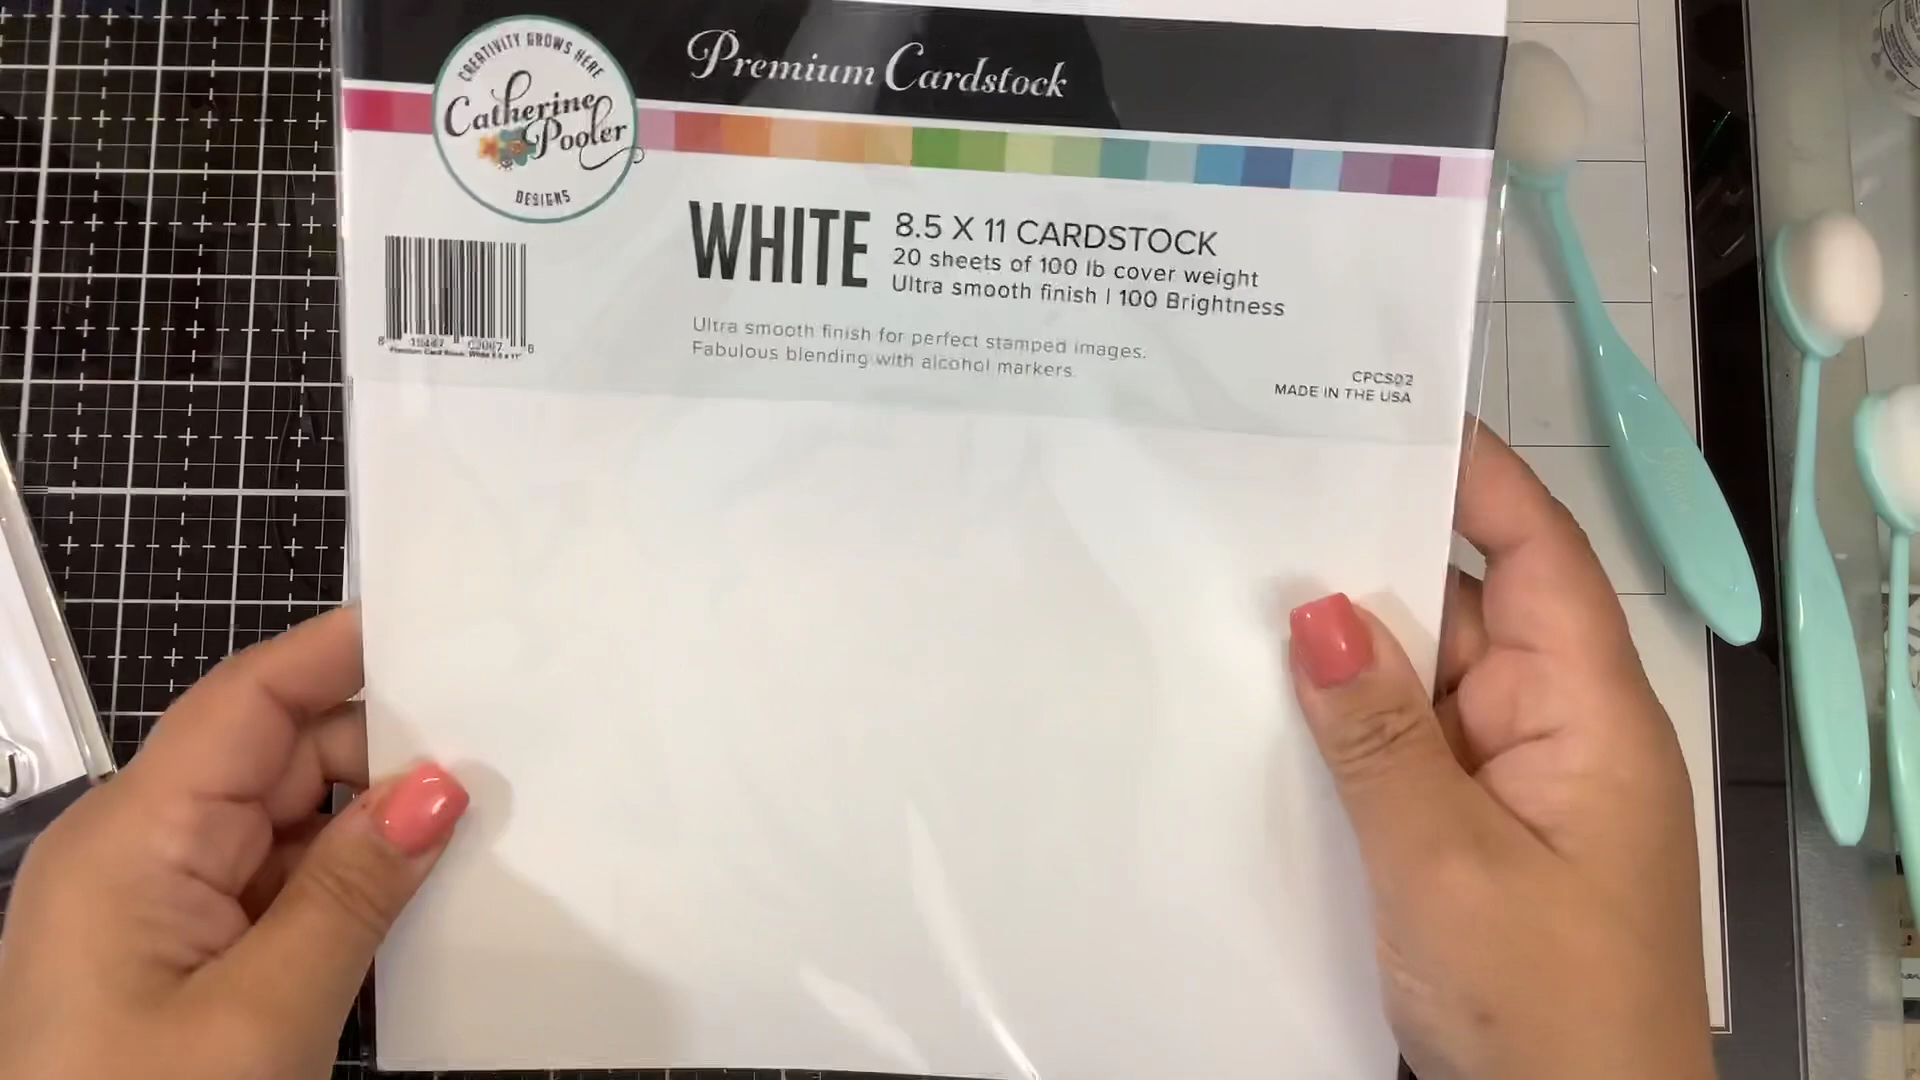 CREATIVITY GROWS HERE
Catherine
Pooler
DESIGNS
Premium Cardstock
WHITE
8.5 X 11 CARDSTOCK
20 sheets of 100 lb cover weight
Ultra smooth finish | 100 Brightness
Ultra smooth finish for perfect stamped images.
Fabulous blending with alcohol markers.
CPCS02
MADE IN THE USA